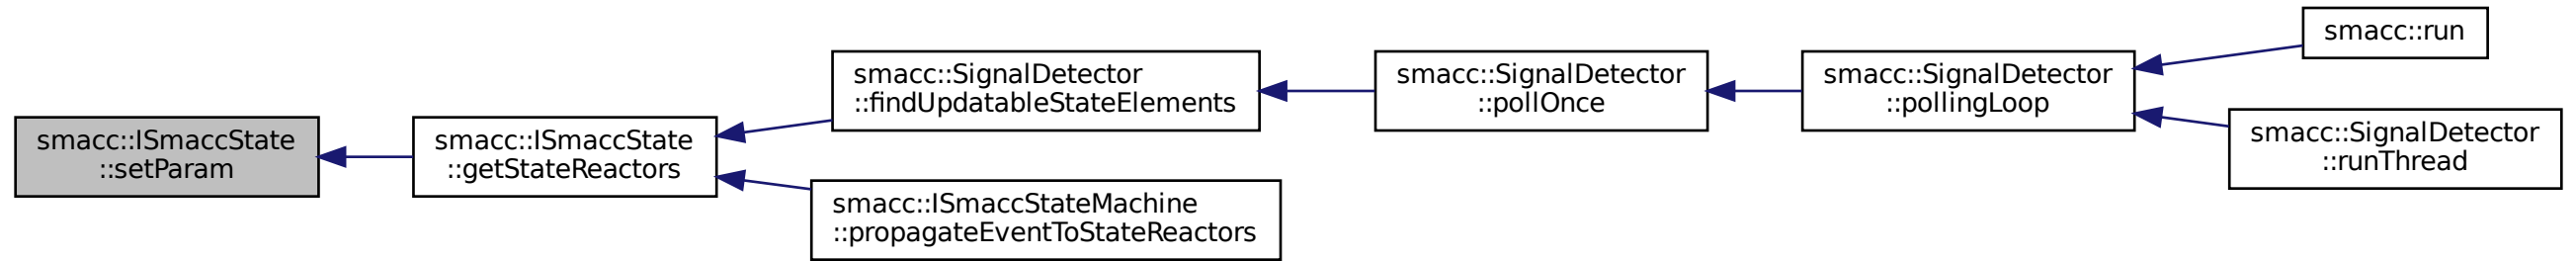 smacc::ISmaccState
::setParam
smacc::ISmaccState
::getStateReactors
smacc::SignalDetector
::findUpdatableStateElements
smacc::ISmaccStateMachine
::propagateEventToStateReactors
smacc::SignalDetector
::pollOnce
smacc::SignalDetector
::pollingLoop
smacc::run
smacc::SignalDetector
::runThread